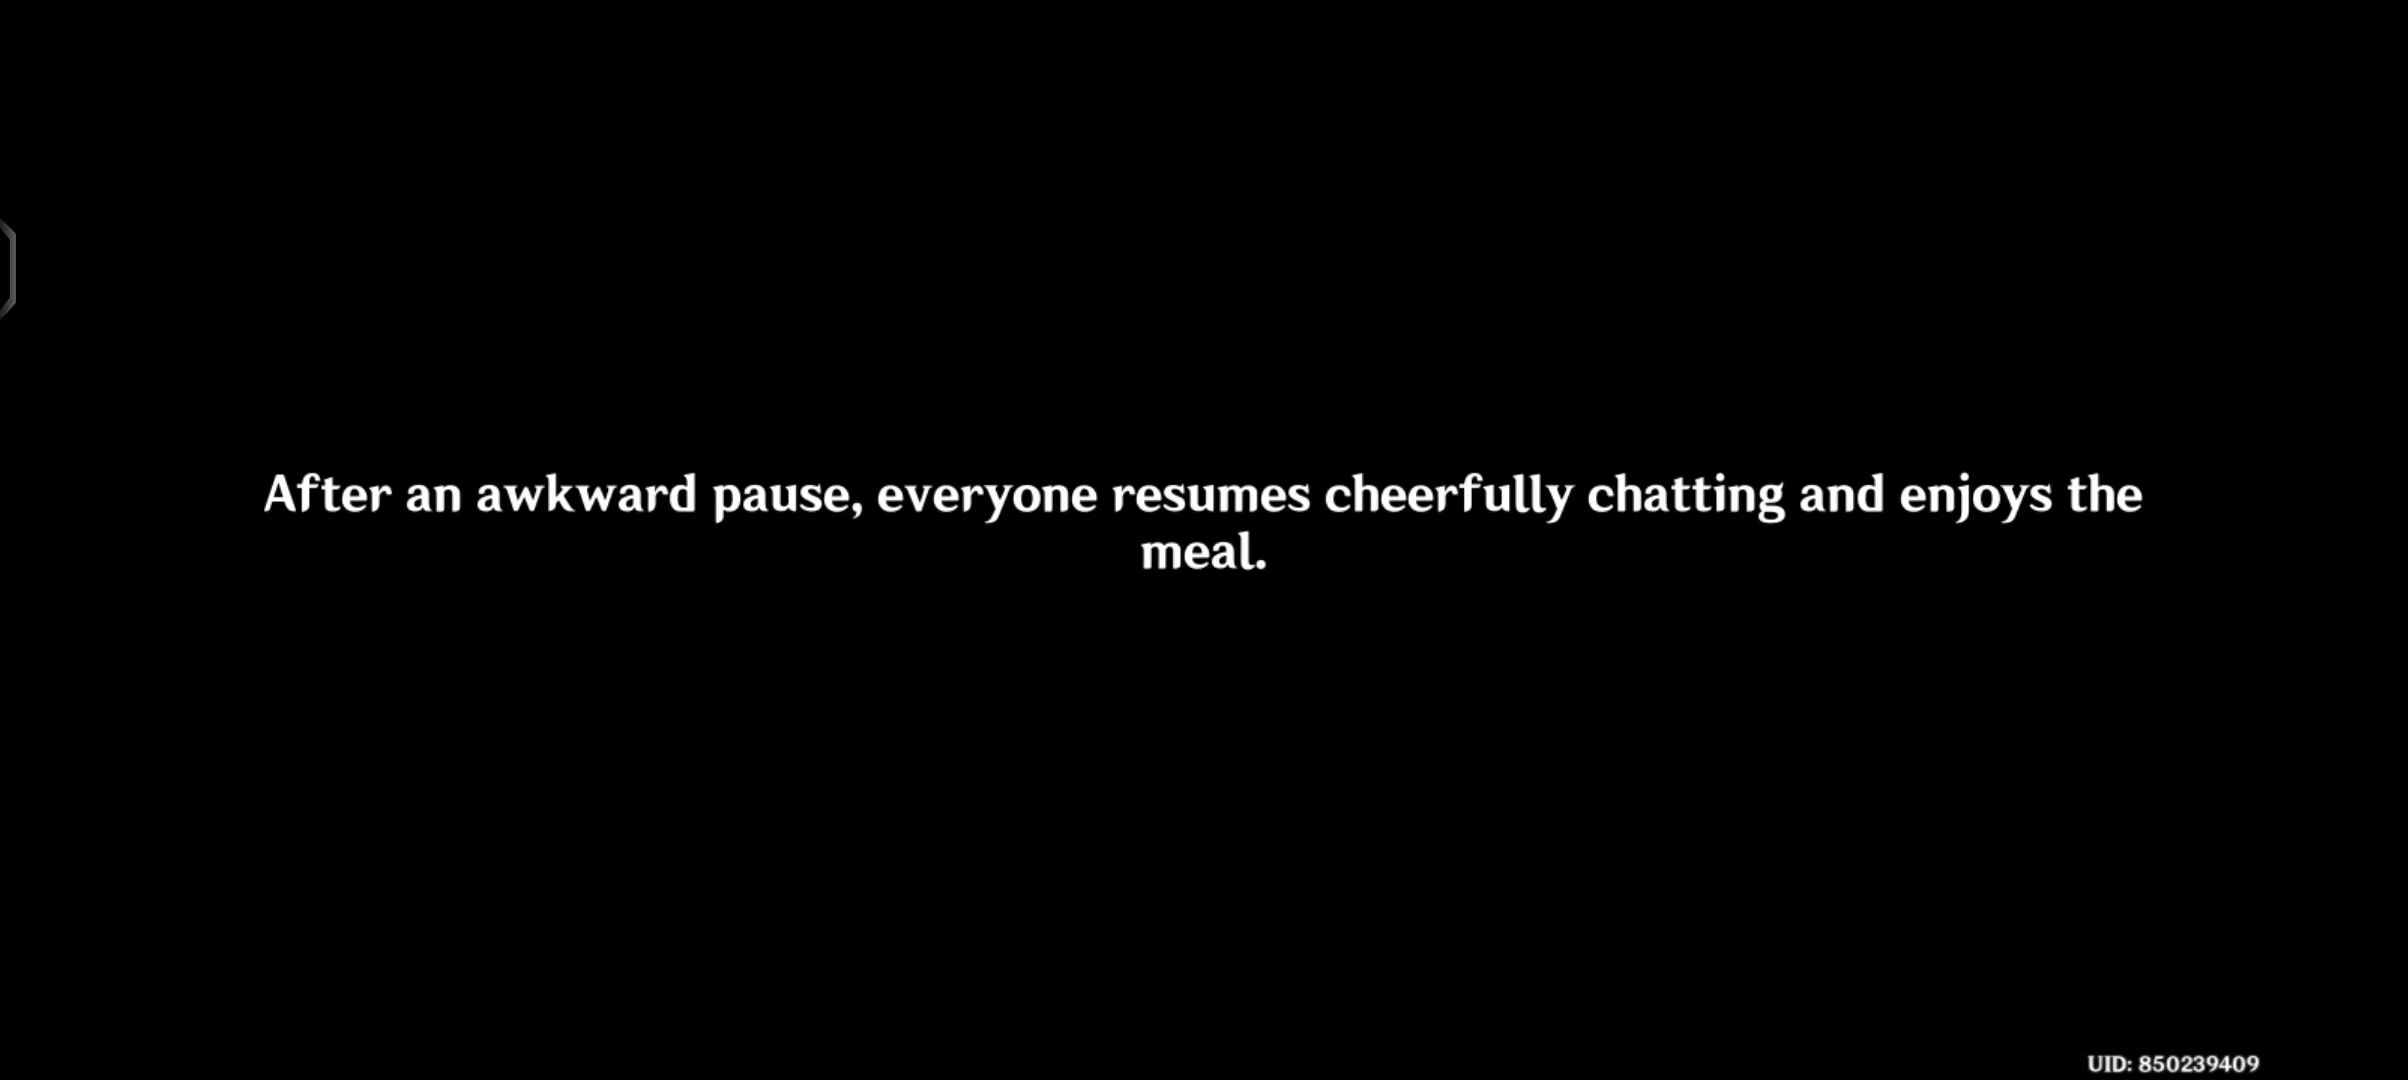 After an awkward pause, everyone resumes cheerfully chatting and enjoys the
meal.
UID: 850239409